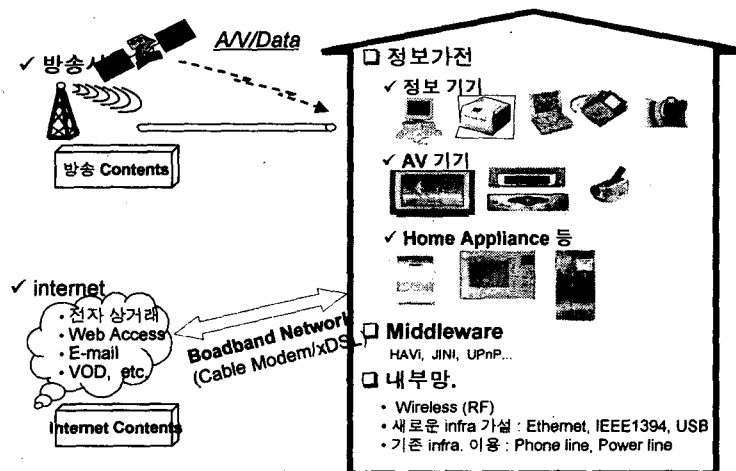 A/V/Data
✓ 방송사
방송 Contents
✓ internet
• 전자 상거래
• Web Access
• E-mail
• VOD, etc.
Internet Contents
Boadband Network
(Cable Modem/xDSL)
❑ 정보가전
✓ 정보 기기
✓ AV 기기
✓ Home Appliance 등
❑ Middleware
HAVi, JINI, UPnP...
❑ 내부망.
• Wireless (RF)
• 새로운 infra 가설 : Ethernet, IEEE1394, USB
• 기존 infra. 이용 : Phone line, Power line